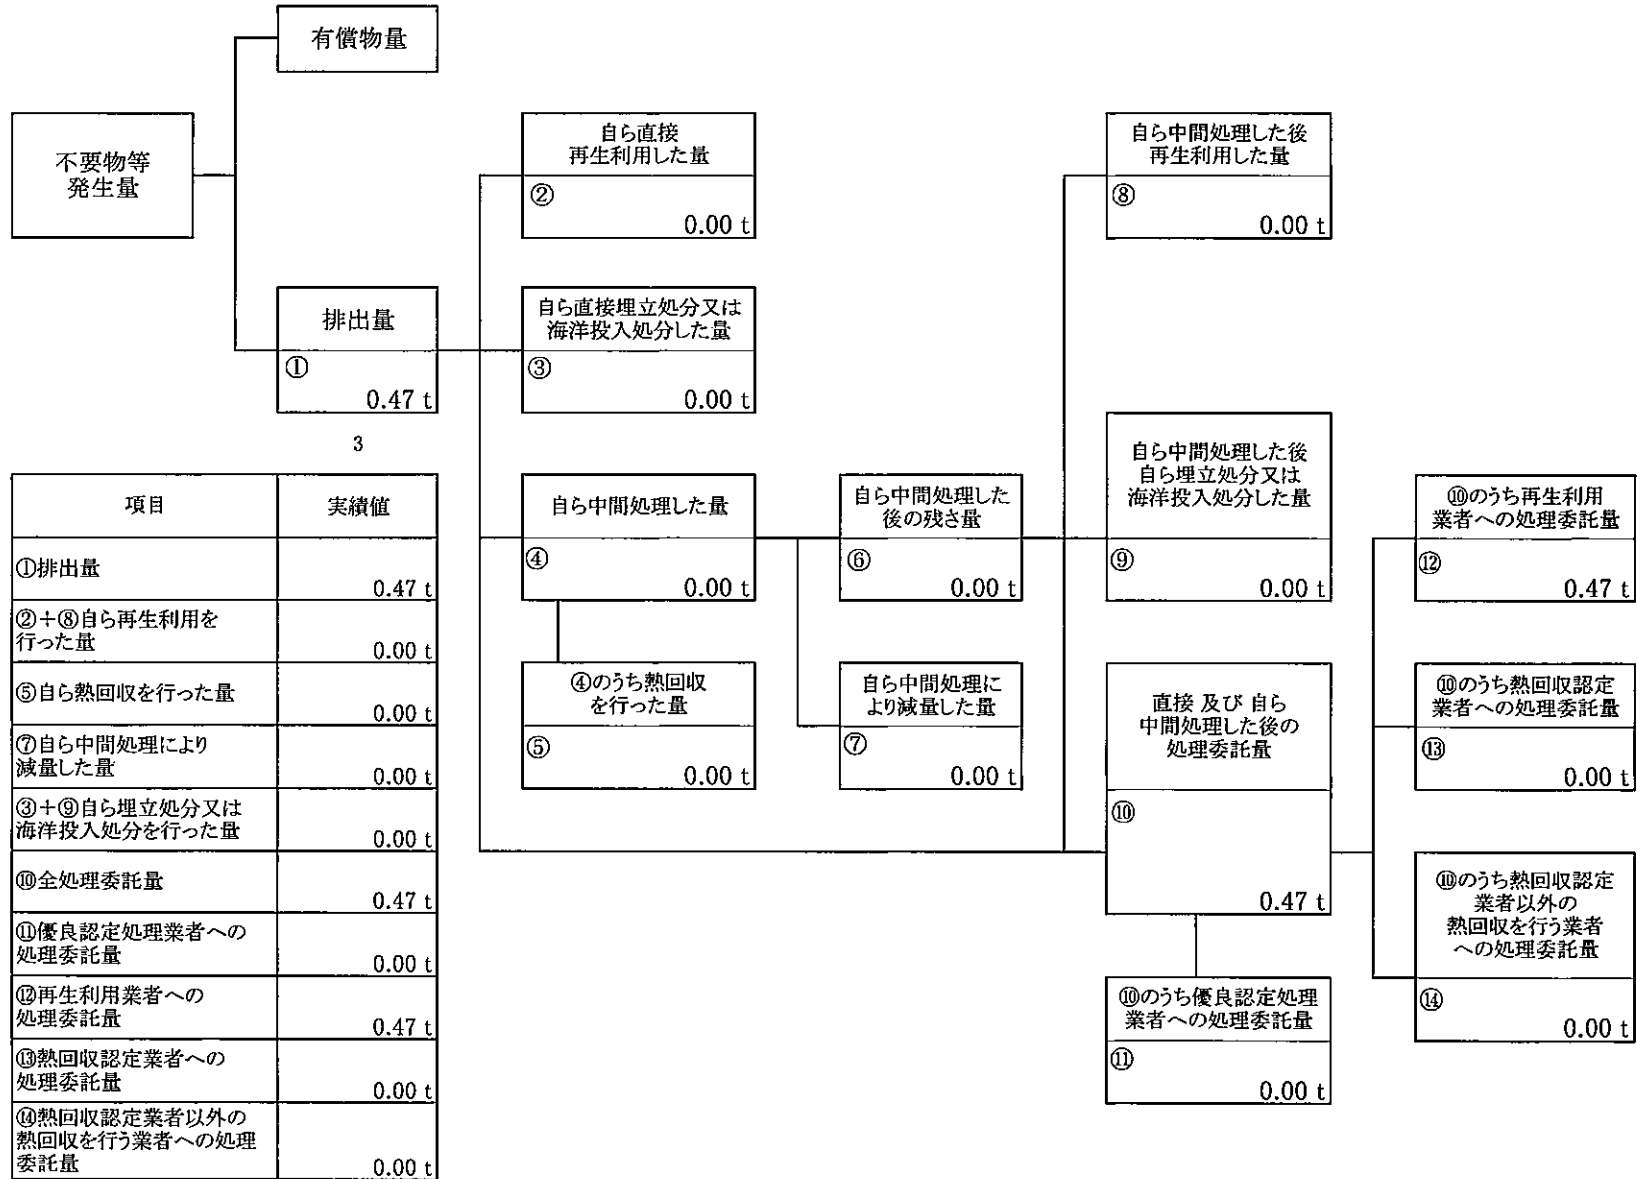 有償物量
不要物等
発生量
自ら直接
再生利用した量
②
0.00 t
自ら中間処理した後
再生利用した量
⑧
0.00 t
排出量
①
0.47 t
自ら直接埋立処分又は
海洋投入処分した量
③
0.00 t
3
自ら中間処理した量
④
0.00 t
自ら中間処理した
後の残さ量
⑥
0.00 t
自ら中間処理した後
自ら埋立処分又は
海洋投入処分した量
⑨
0.00 t
⑩のうち再生利用
業者への処理委託量
⑫
0.47 t
④のうち熱回収
を行った量
⑤
0.00 t
自ら中間処理に
より減量した量
⑦
0.00 t
直接 及び 自ら
中間処理した後の
処理委託量
⑩
0.47 t
⑩のうち熱回収認定
業者への処理委託量
⑬
0.00 t
⑩のうち熱回収認定
業者以外の
熱回収を行う業者
への処理委託量
⑭
0.00 t
⑩のうち優良認定処理
業者への処理委託量
⑪
0.00 t
項目 実績値
①排出量
0.47 t
②+⑧自ら再生利用を
行った量
0.00 t
⑤自ら熱回収を行った量
0.00 t
⑦自ら中間処理により
減量した量
0.00 t
③+⑨自ら埋立処分又は
海洋投入処分を行った量
0.00 t
⑩全処理委託量
0.47 t
⑪優良認定処理業者への
処理委託量
0.00 t
⑫再生利用業者への
処理委託量
0.47 t
⑬熱回収認定業者への
処理委託量
0.00 t
⑭熱回収認定業者以外の
熱回収を行う業者への処理
委託量
0.00 t